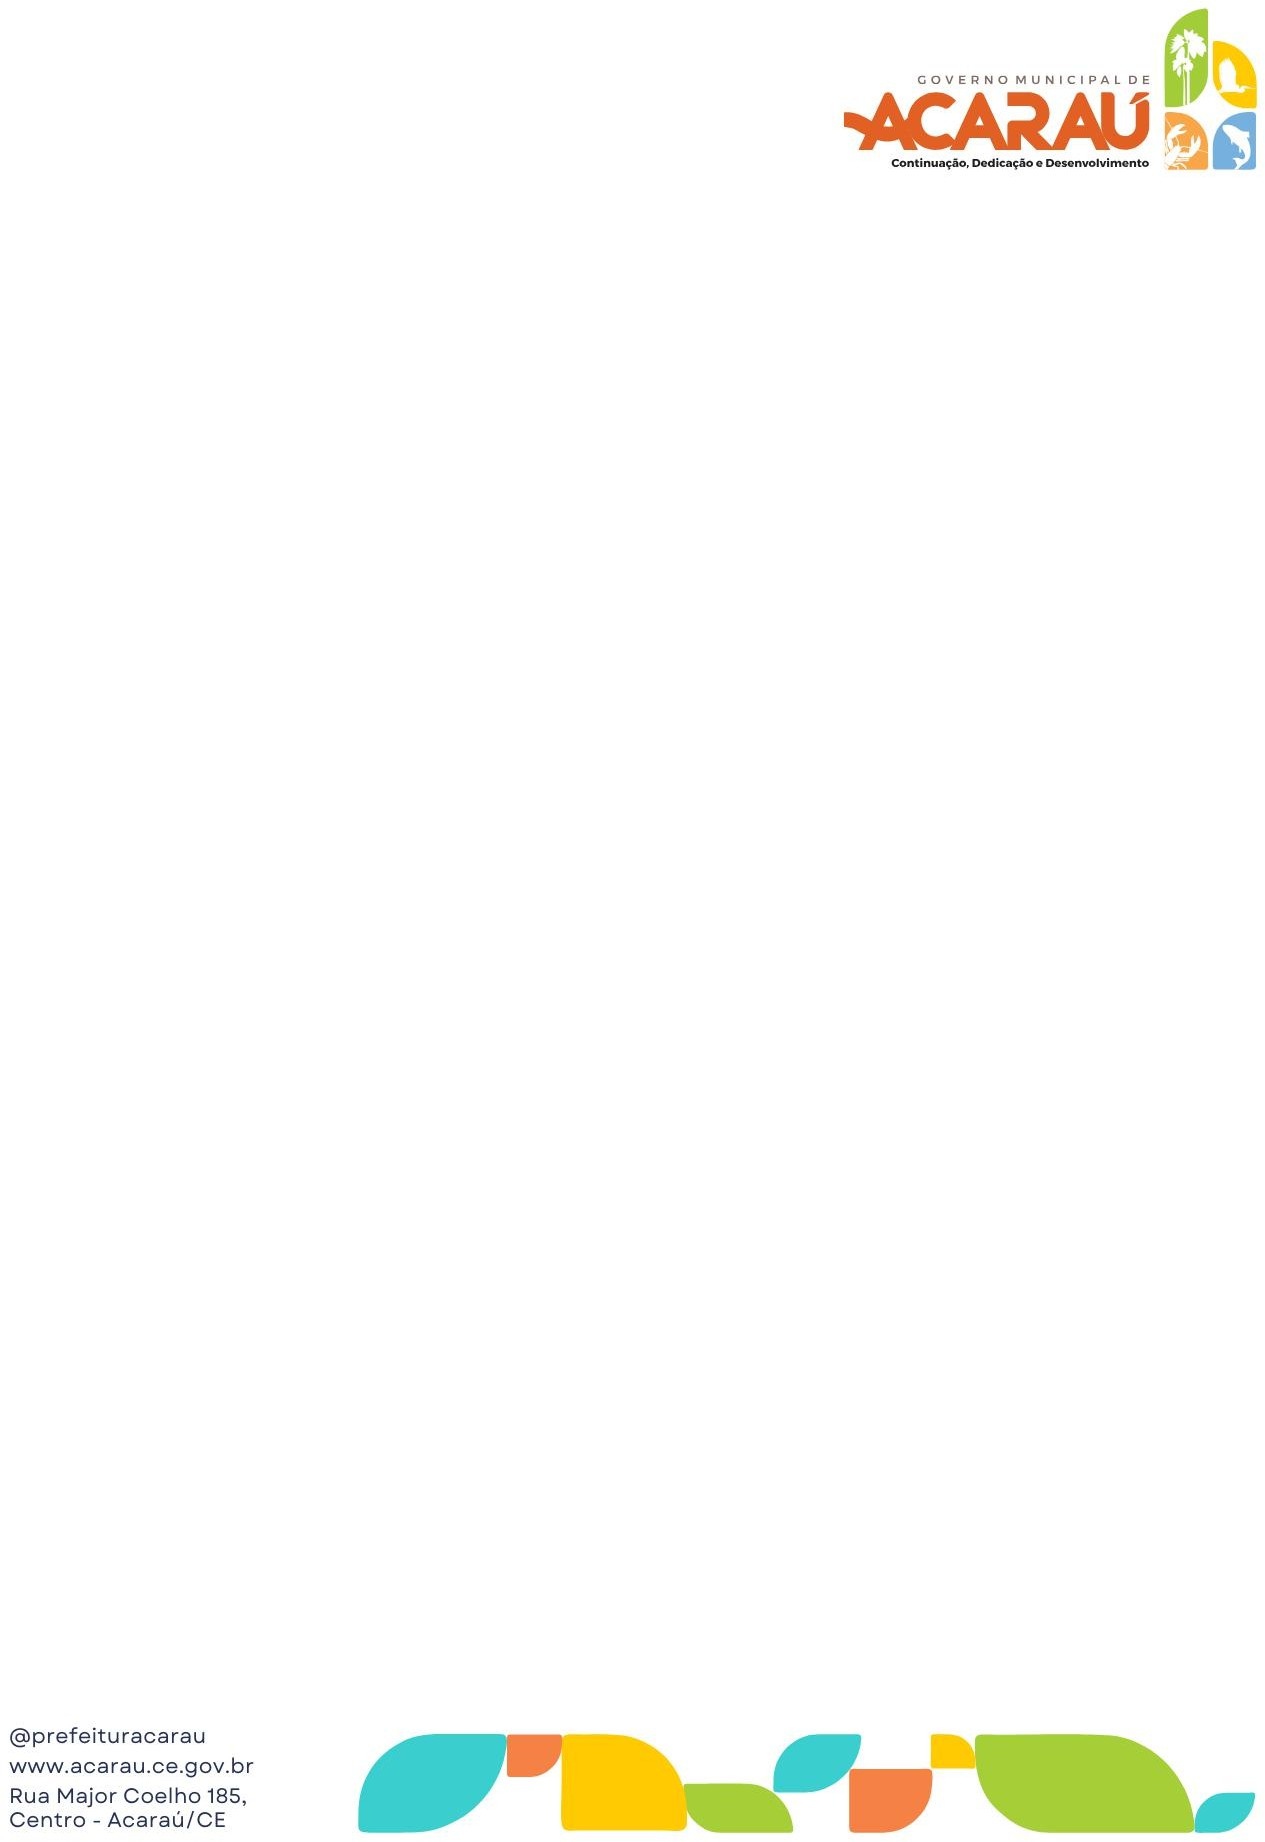 GOVERNO MUNICIPAL DE
ACARAÚ
Continuação, Dedicação e Desenvolvimento
@prefeituracarau
www.acarau.ce.gov.br
Rua Major Coelho 185,
Centro - Acaraú/CE